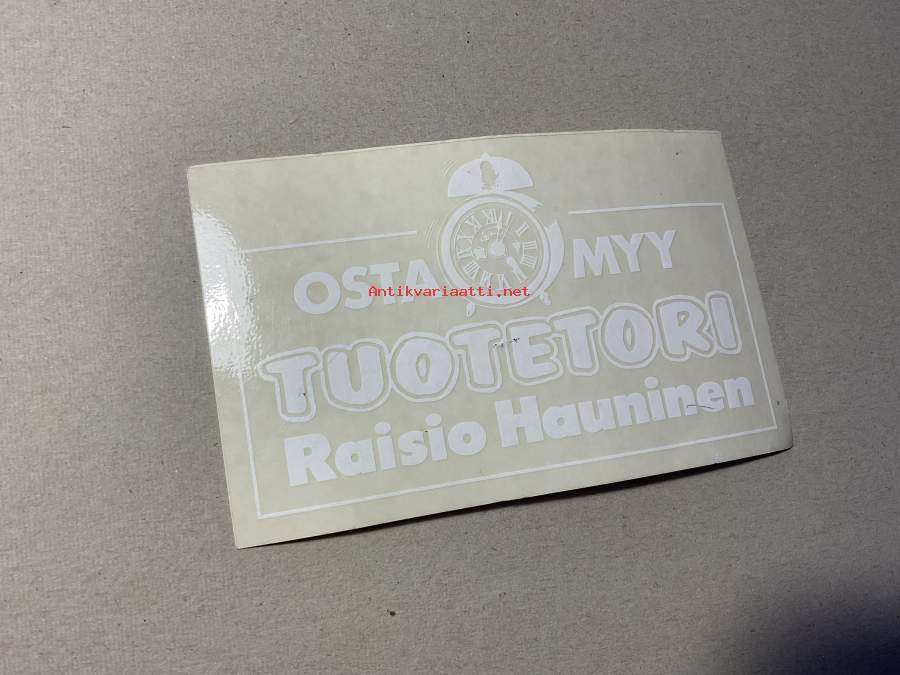 OSTA MYY
Antikvariaatti.net
TUOTETORI
Raisio Hauninen